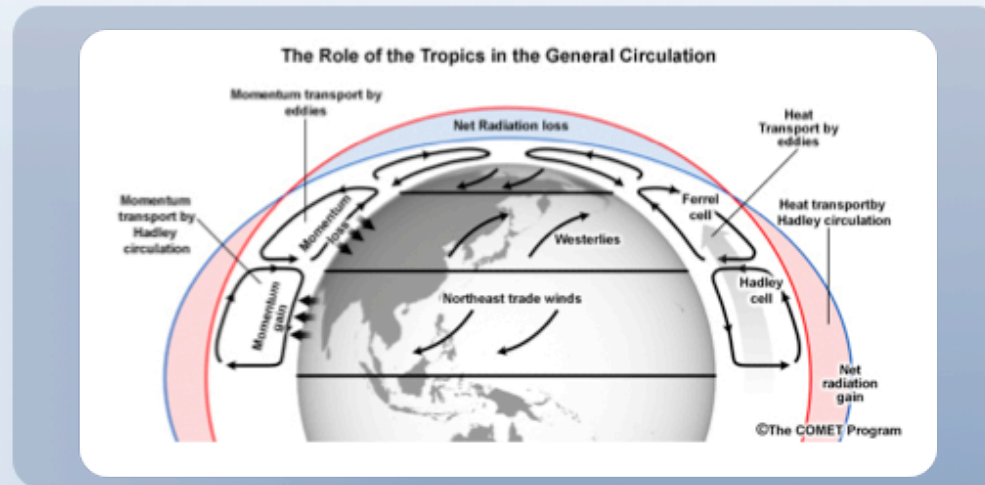 The Role of the Tropics in the General Circulation
Momentum transport by
eddies
Net Radiation loss
Heat
Transport by
eddies
Momentum
transport by
Hadley
circulation
Momentum
loss
Ferrel
cell
Heat transportby
Hadley circulation
Westerlies
Momentum
gain
Northeast trade winds
Hadley
cell
Net
radiation
gain
©The COMET Program